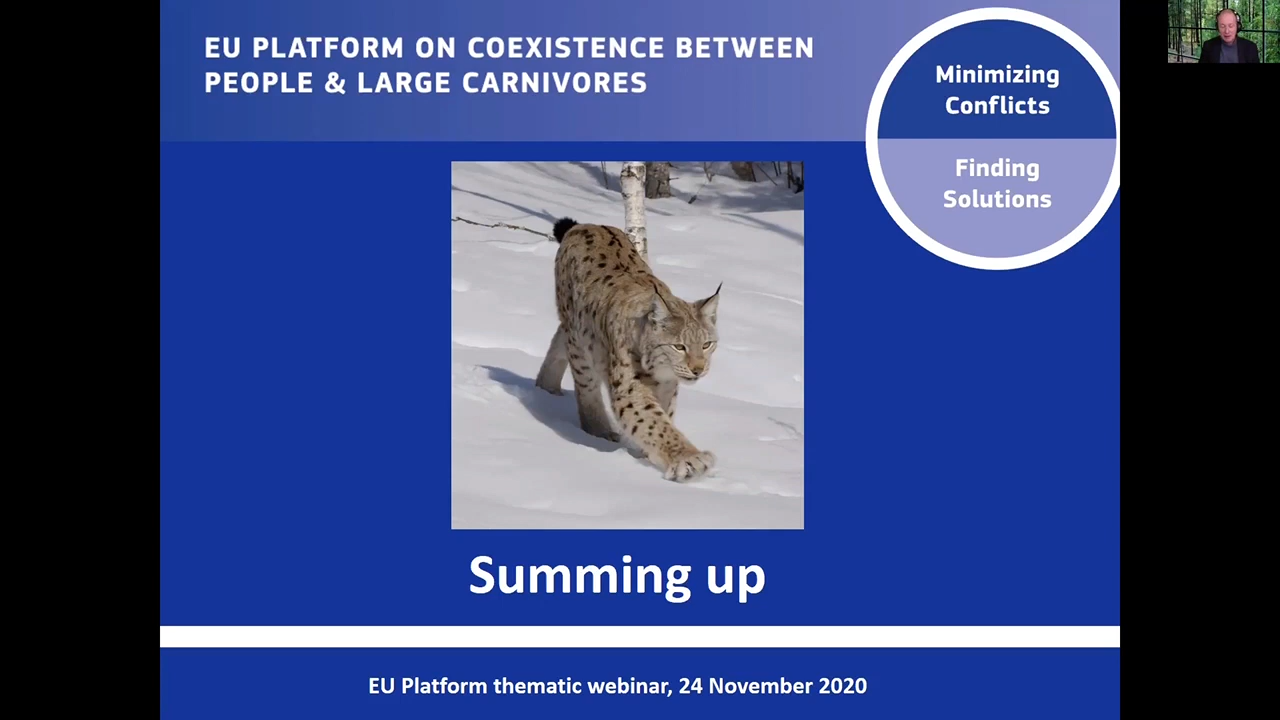 EU PLATFORM ON COEXISTENCE BETWEEN
PEOPLE & LARGE CARNIVORES
Minimizing
Conflicts
Finding
Solutions
Summing up
EU Platform thematic webinar, 24 November 2020